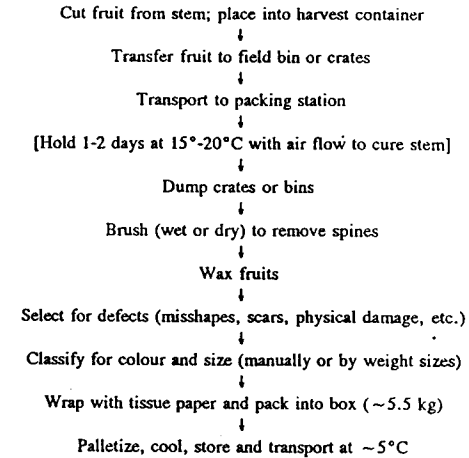 Cut fruit from stem; place into harvest container
Transfer fruit to field bin or crates
Transport to packing station
[Hold 1-2 days at 15°-20°C with air flow to cure stem]
Dump crates or bins
Brush (wet or dry) to remove spines
Wax fruits
Select for defects (misshapes, scars, physical damage, etc.)
Classify for colour and size (manually or by weight sizes)
Wrap with tissue paper and pack into box (~5.5 kg)
Palletize, cool, store and transport at ~5°C